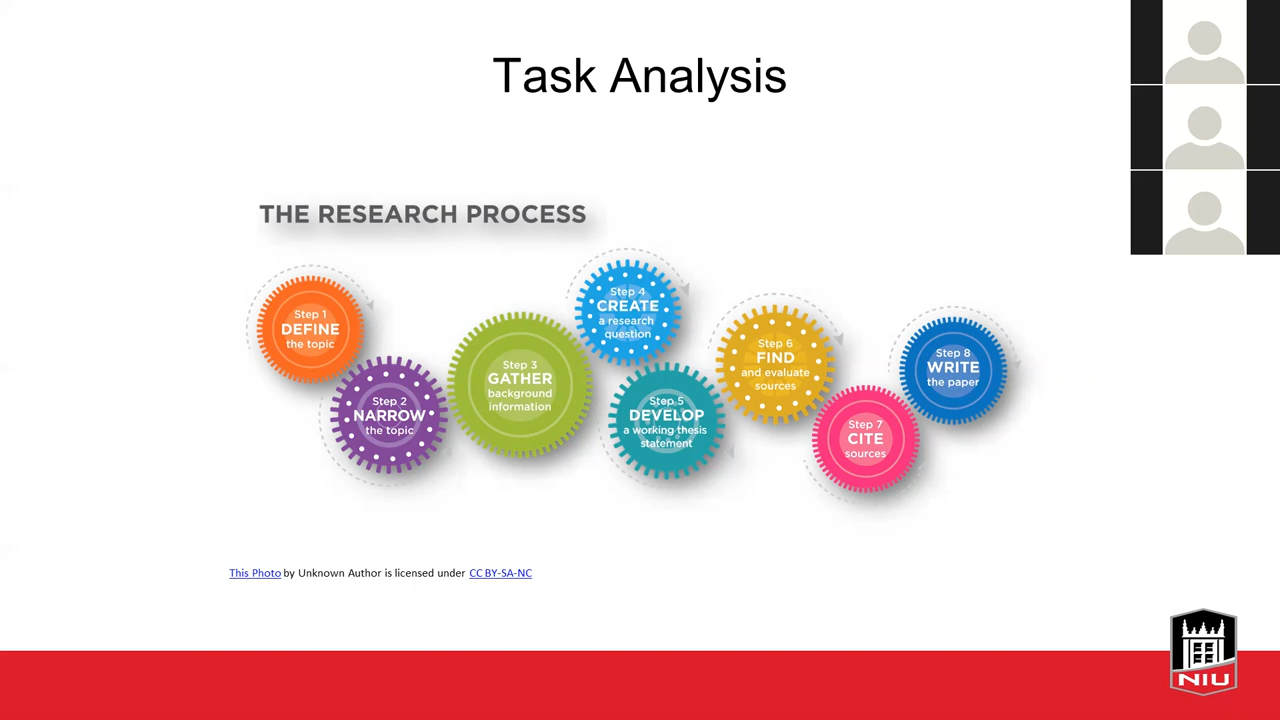 Task Analysis
THE RESEARCH PROCESS
Step 1
DEFINE
the topic
Step 2
NARROW
the topic
Step 3
GATHER
background
information
Step 4
CREATE
a research
question
Step 5
DEVELOP
a working thesis
statement
Step 6
FIND
and evaluate
sources
Step 7
CITE
sources
Step 8
WRITE
the paper
This Photo by Unknown Author is licensed under CC BY-SA-NC
NIU